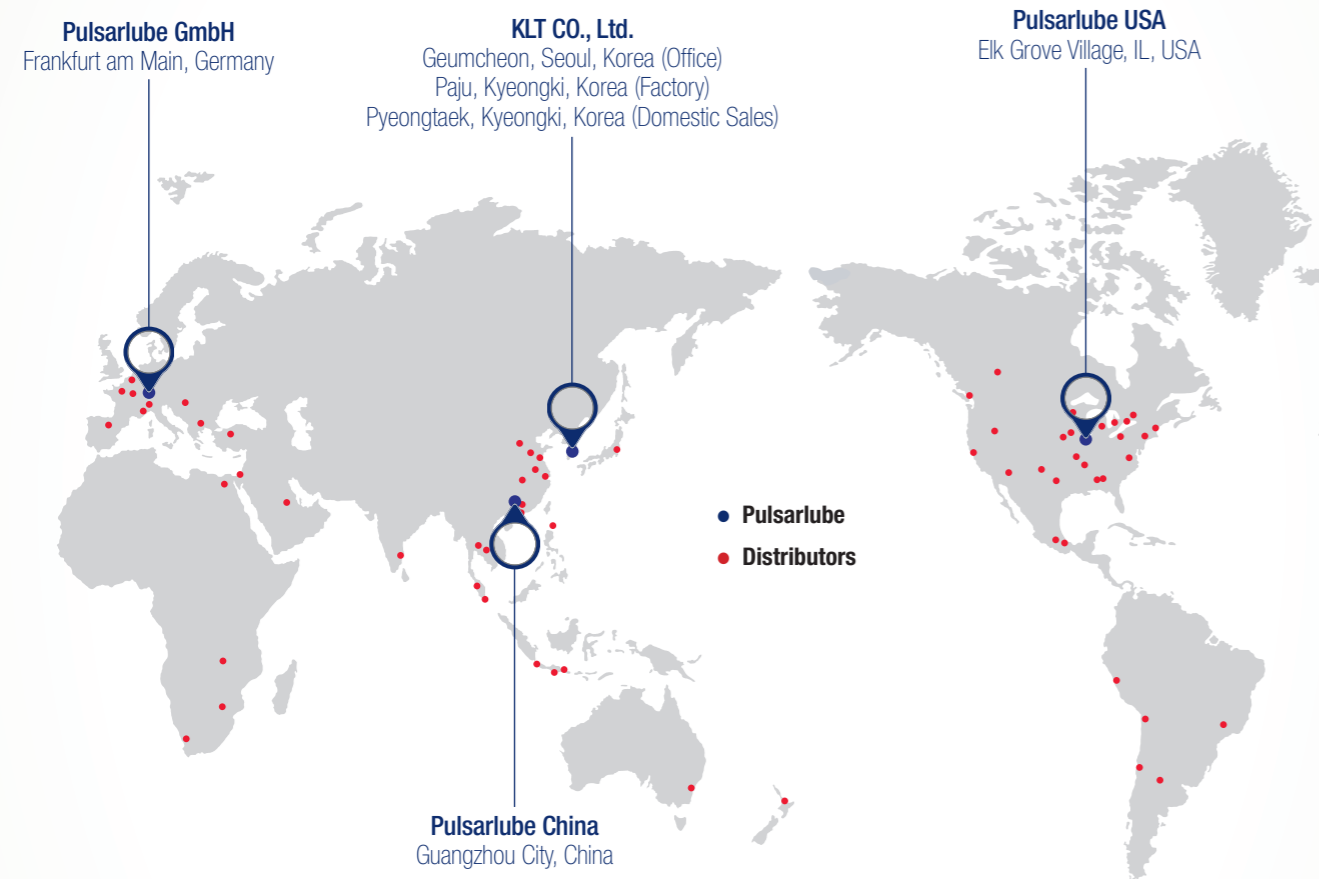 Pulsarlube GmbH
Frankfurt am Main, Germany
KLT CO., Ltd.
Geumcheon, Seoul, Korea (Office)
Paju, Kyeongki, Korea (Factory)
Pyeongtaek, Kyeongki, Korea (Domestic Sales)
Pulsarlube USA
Elk Grove Village, IL, USA
Pulsarlube
Distributors
Pulsarlube China
Guangzhou City, China